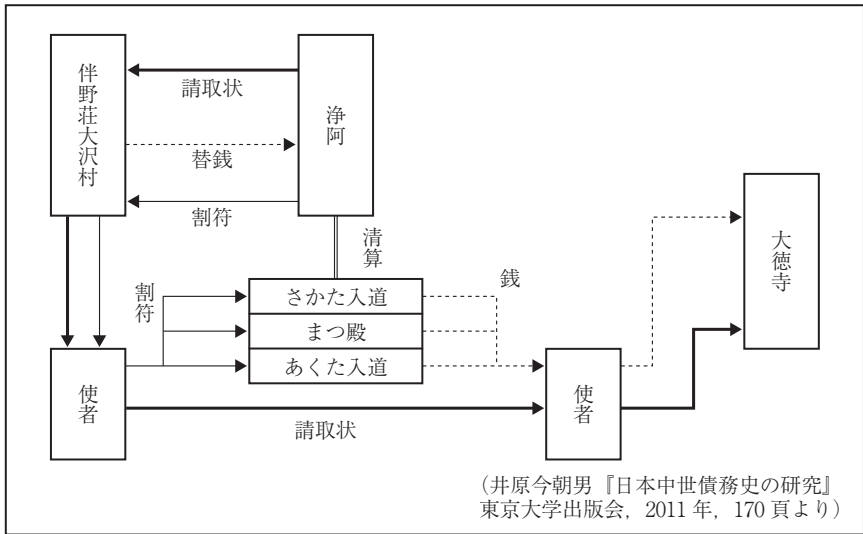 伴野荘大沢村
請取状
浄阿
替銭
割符
清算
大徳寺
割符
さかた入道
まつ殿
あくた入道
銭
使者
請取状
使者
（井原今朝男『日本中世債務史の研究』
東京大学出版会，2011年，170頁より）